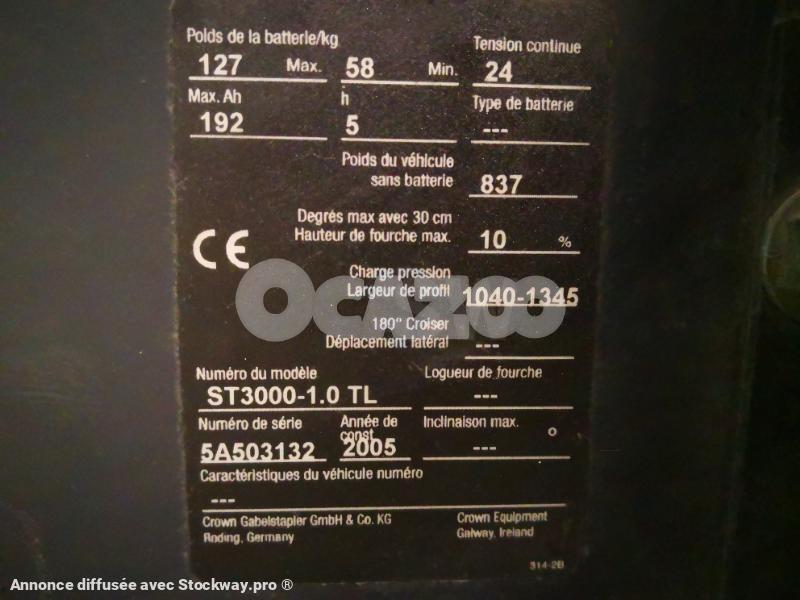 Poids de la batterie/kg
127 Max. 58 Min.
Tension continue
24
Max. Ah h Type de batterie
192 5 ---
Poids du véhicule
sans batterie 837
Degrés max avec 30 cm
Hauteur de fourche max. 10 %
CE
Charge pression
Largeur de profil 1040-1345
OCAZOO
180° Croiser
Déplacement latéral ---
Numéro du modèle Logueur de fourche
ST3000-1.0 TL ---
Numéro de série Année de const. Inclinaison max.
5A503132 2005 --- °
Caractéristiques du véhicule numéro
---
Crown Gabelstapler GmbH & Co. KG Crown Equipment
Roding, Germany Galway, Ireland
314-2B
Annonce diffusée avec Stockway.pro ®